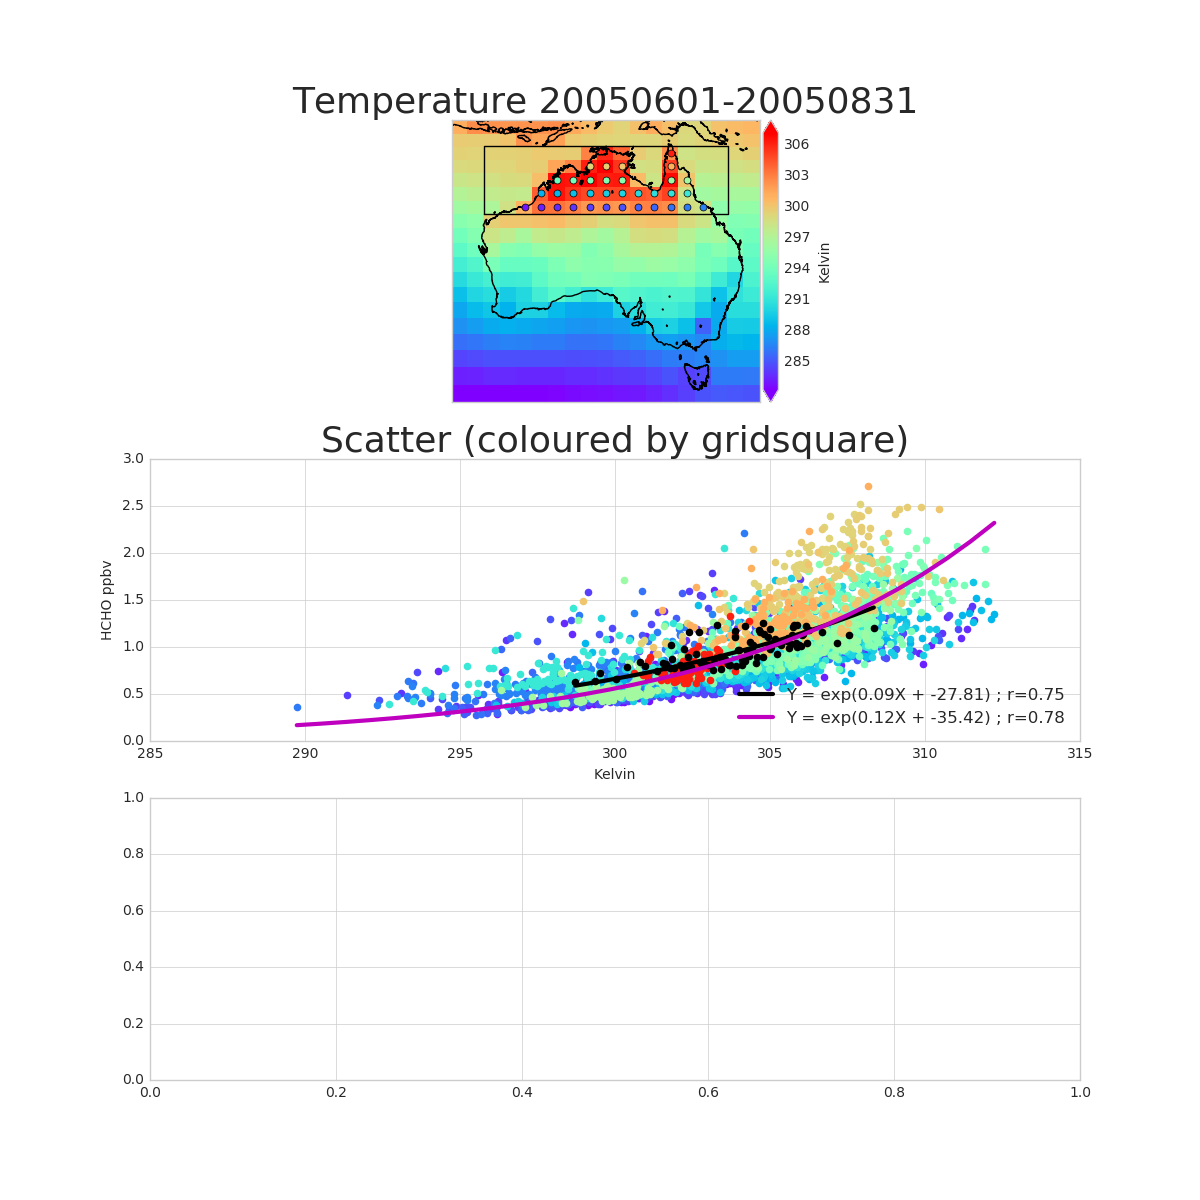 Temperature 20050601-20050831
306
303
300
297
294
291
288
285
Kelvin
Scatter (coloured by gridsquare)
3.0
2.5
2.0
1.5
1.0
0.5
0.0
HCHO ppbv
Y = exp(0.09X + -27.81) ; r=0.75
Y = exp(0.12X + -35.42) ; r=0.78
285 290 295 300 305 310 315
Kelvin
1.0
0.8
0.6
0.4
0.2
0.0
0.0 0.2 0.4 0.6 0.8 1.0